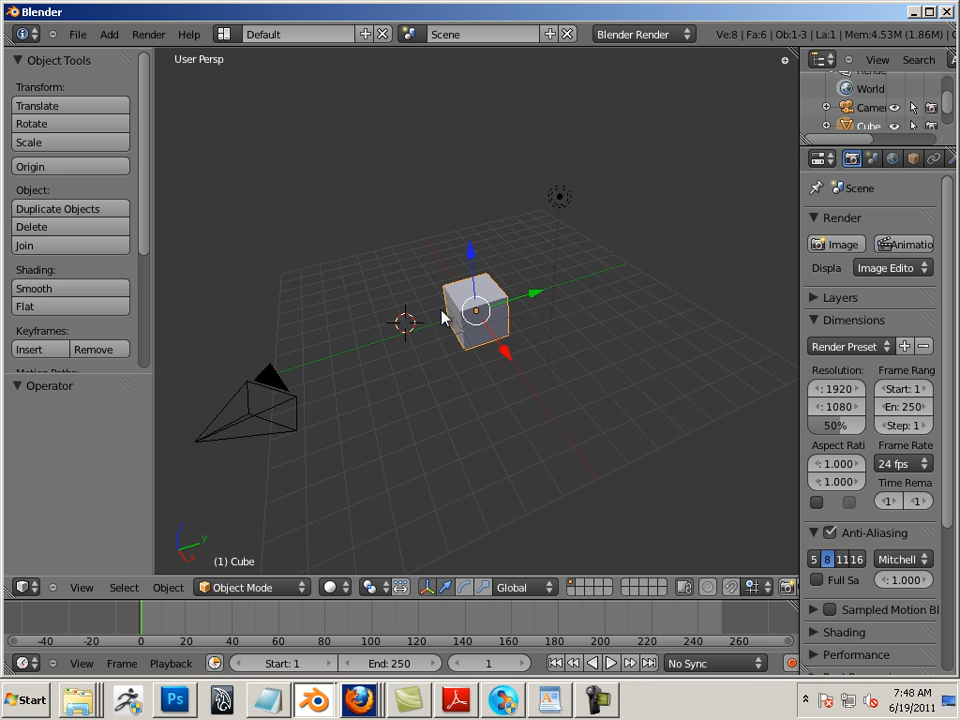 Blender
File Add Render Help Default Scene Blender Render Ve:8 | Fa:6 | Ob:1-3 | La:1 | Mem:4.53M (1.86M)
Object Tools
Transform:
Translate
Rotate
Scale
Origin
Object:
Duplicate Objects
Delete
Join
Shading:
Smooth
Flat
Keyframes:
Insert Remove
Operator
User Persp
y
(1) Cube
View Select Object Object Mode Global
-40 -20 0 20 40 60 80 100 120 140 160 180 200 220 240 260
View Frame Playback Start: 1 End: 250 1 No Sync
View Search
World
Camer
Cube
Scene
Render
Image Animatio
Displa Image Edito
Layers
Dimensions
Render Preset
Resolution: Frame Rang
: 1920 Start: 1
: 1080 En: 250
50% Step: 1
Aspect Rati Frame Rate
: 1.000 24 fps
: 1.000 Time Rema
:1 :1
Anti-Aliasing
5 8 11 16 Mitchell
Full Sa : 1.000
Sampled Motion Bl
Shading
Performance
Start Ps 7:48 AM
6/19/2011